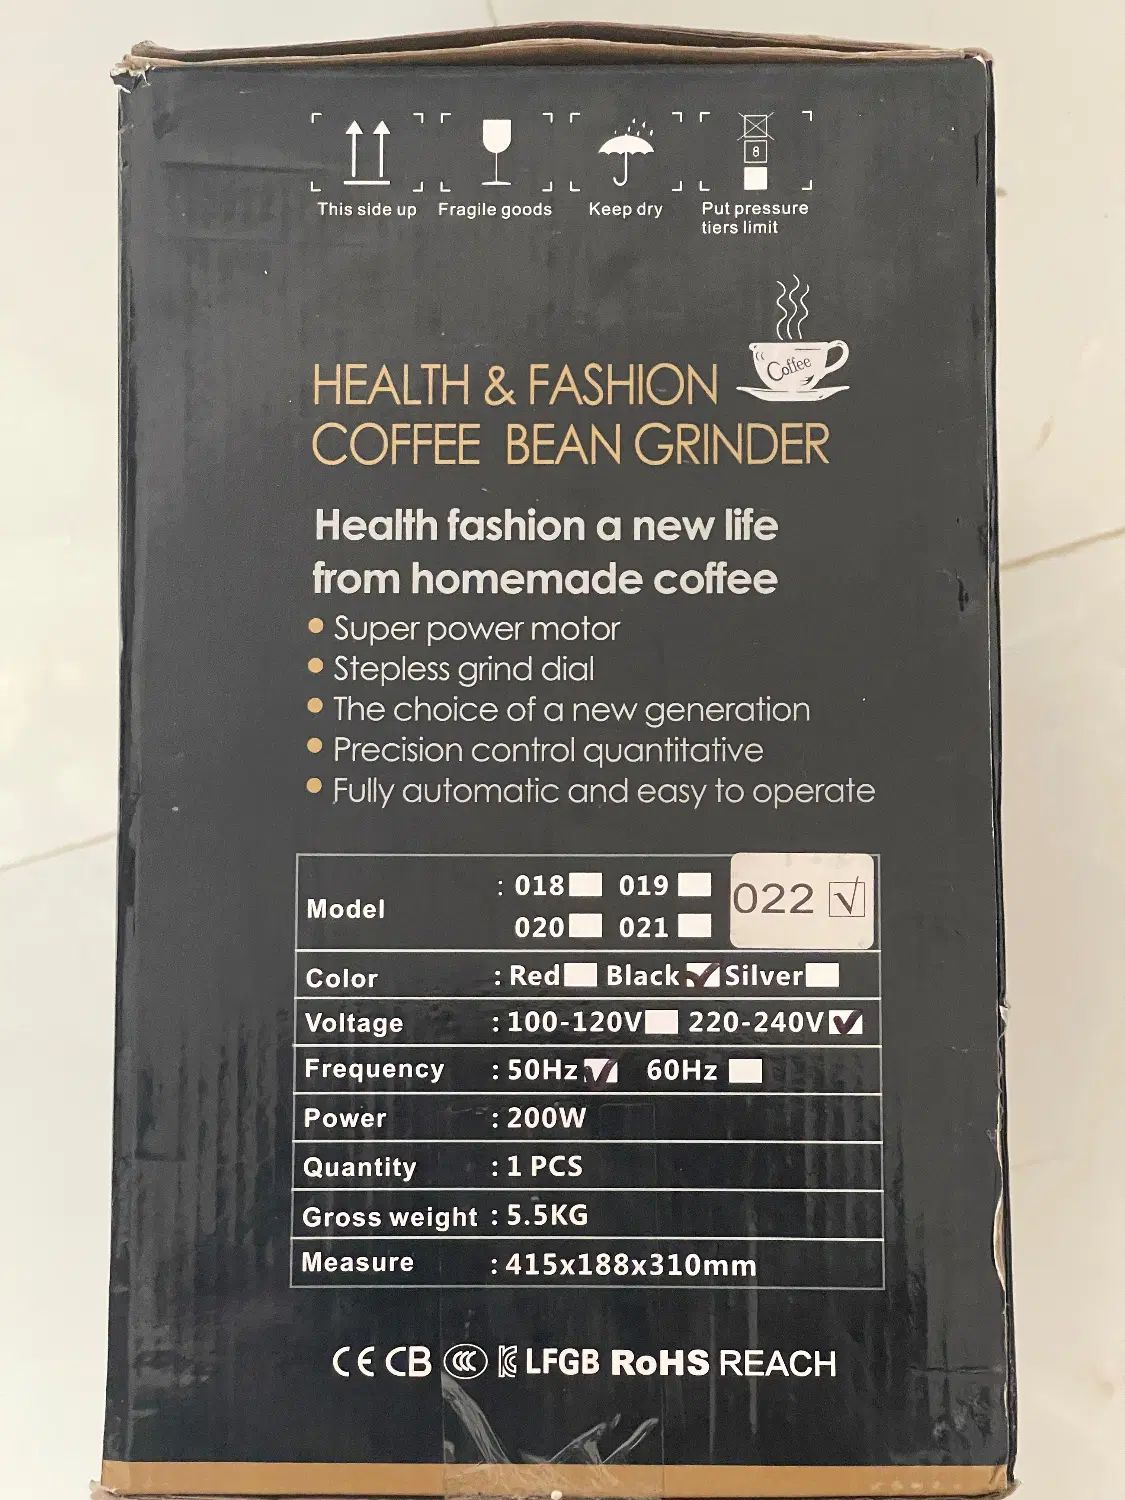 This side up
Fragile goods
Keep dry
8
Put pressure
tiers limit
Coffee
HEALTH & FASHION
COFFEE BEAN GRINDER
Health fashion a new life
from homemade coffee
Super power motor
Stepless grind dial
The choice of a new generation
Precision control quantitative
Fully automatic and easy to operate
Model : 018 019 022 √
020 021
Color : Red Black ✓ Silver
Voltage : 100-120V 220-240V ✓
Frequency : 50Hz ✓ 60Hz
Power : 200W
Quantity : 1 PCS
Gross weight : 5.5KG
Measure : 415x188x310mm
CE CB CCC KC LFGB RoHS REACH